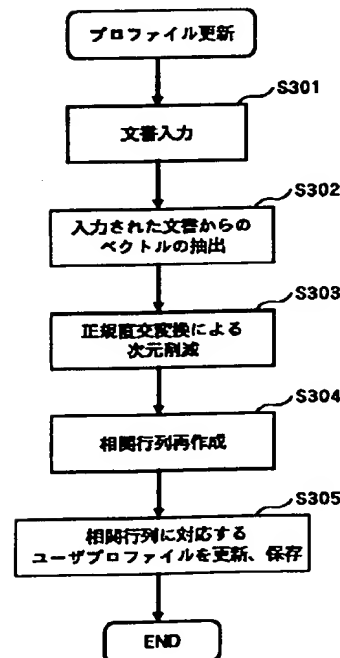 プロファイル更新
S301
文書入力
S302
入力された文書からの
ベクトルの抽出
S303
正規直交変換による
次元削減
S304
相関行列再作成
S305
相関行列に対応する
ユーザプロファイルを更新、保存
END